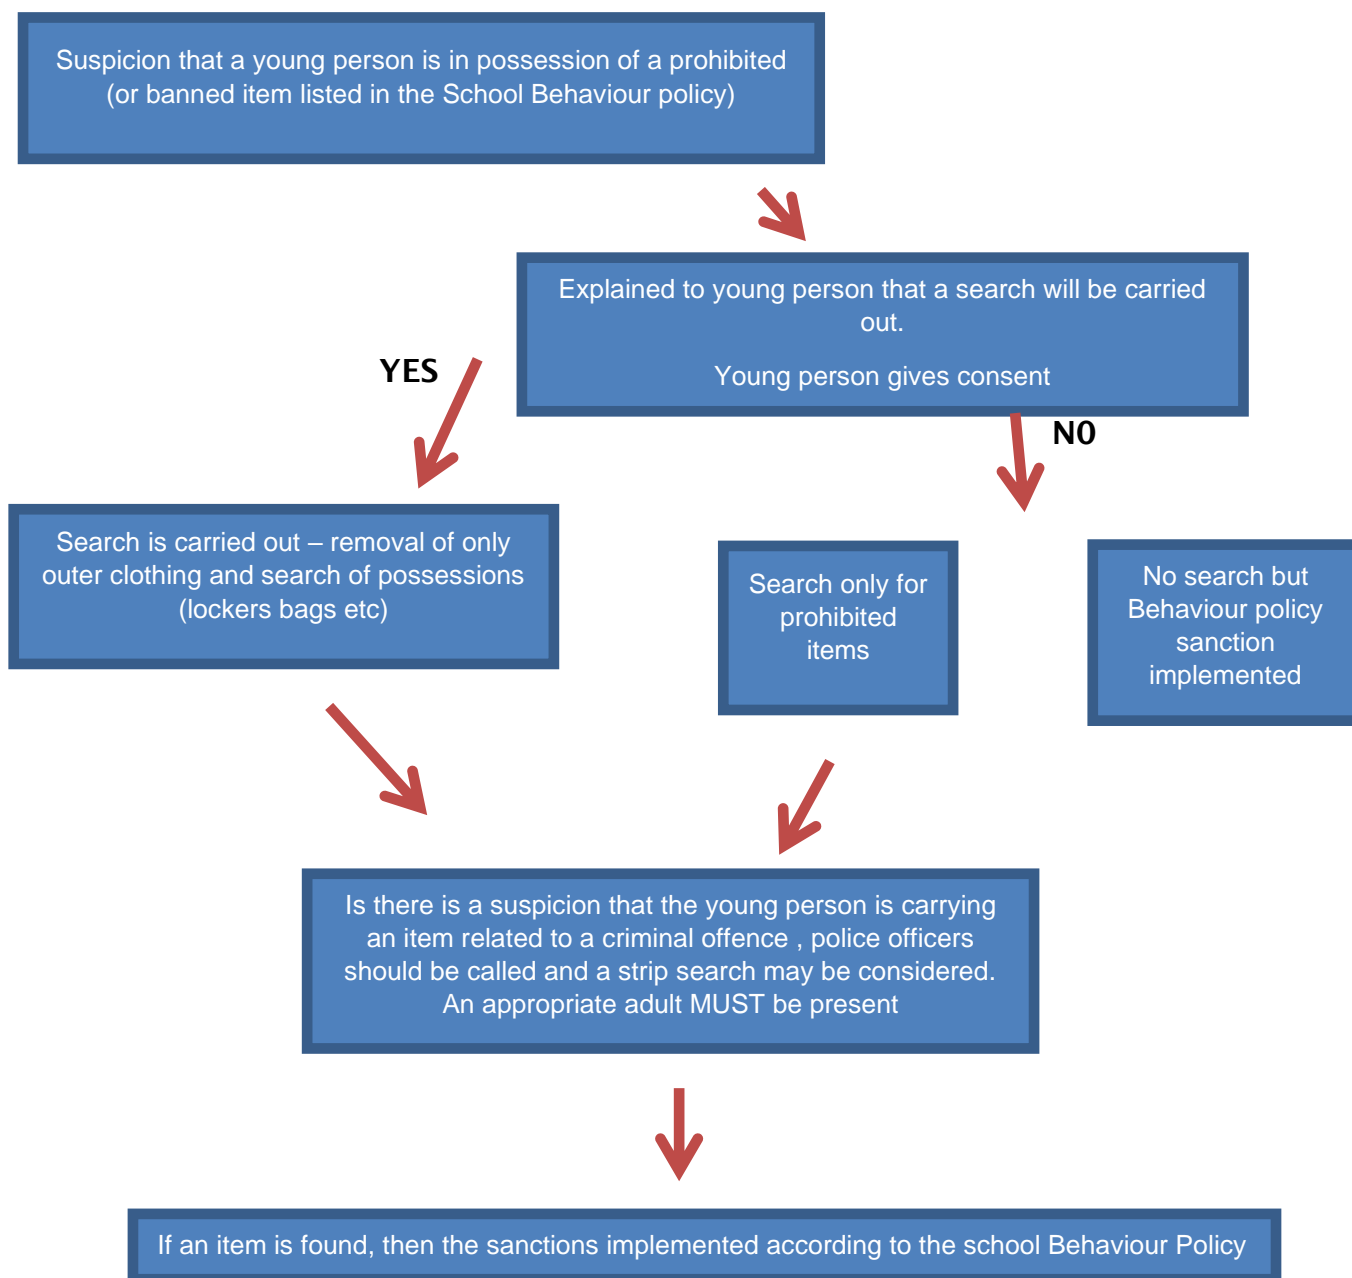 Suspicion that a young person is in possession of a prohibited
(or banned item listed in the School Behaviour policy)
Explained to young person that a search will be carried
out.
Young person gives consent
YES
N0
Search is carried out – removal of only
outer clothing and search of possessions
(lockers bags etc)
Search only for
prohibited
items
No search but
Behaviour policy
sanction
implemented
Is there is a suspicion that the young person is carrying
an item related to a criminal offence , police officers
should be called and a strip search may be considered.
An appropriate adult MUST be present
If an item is found, then the sanctions implemented according to the school Behaviour Policy